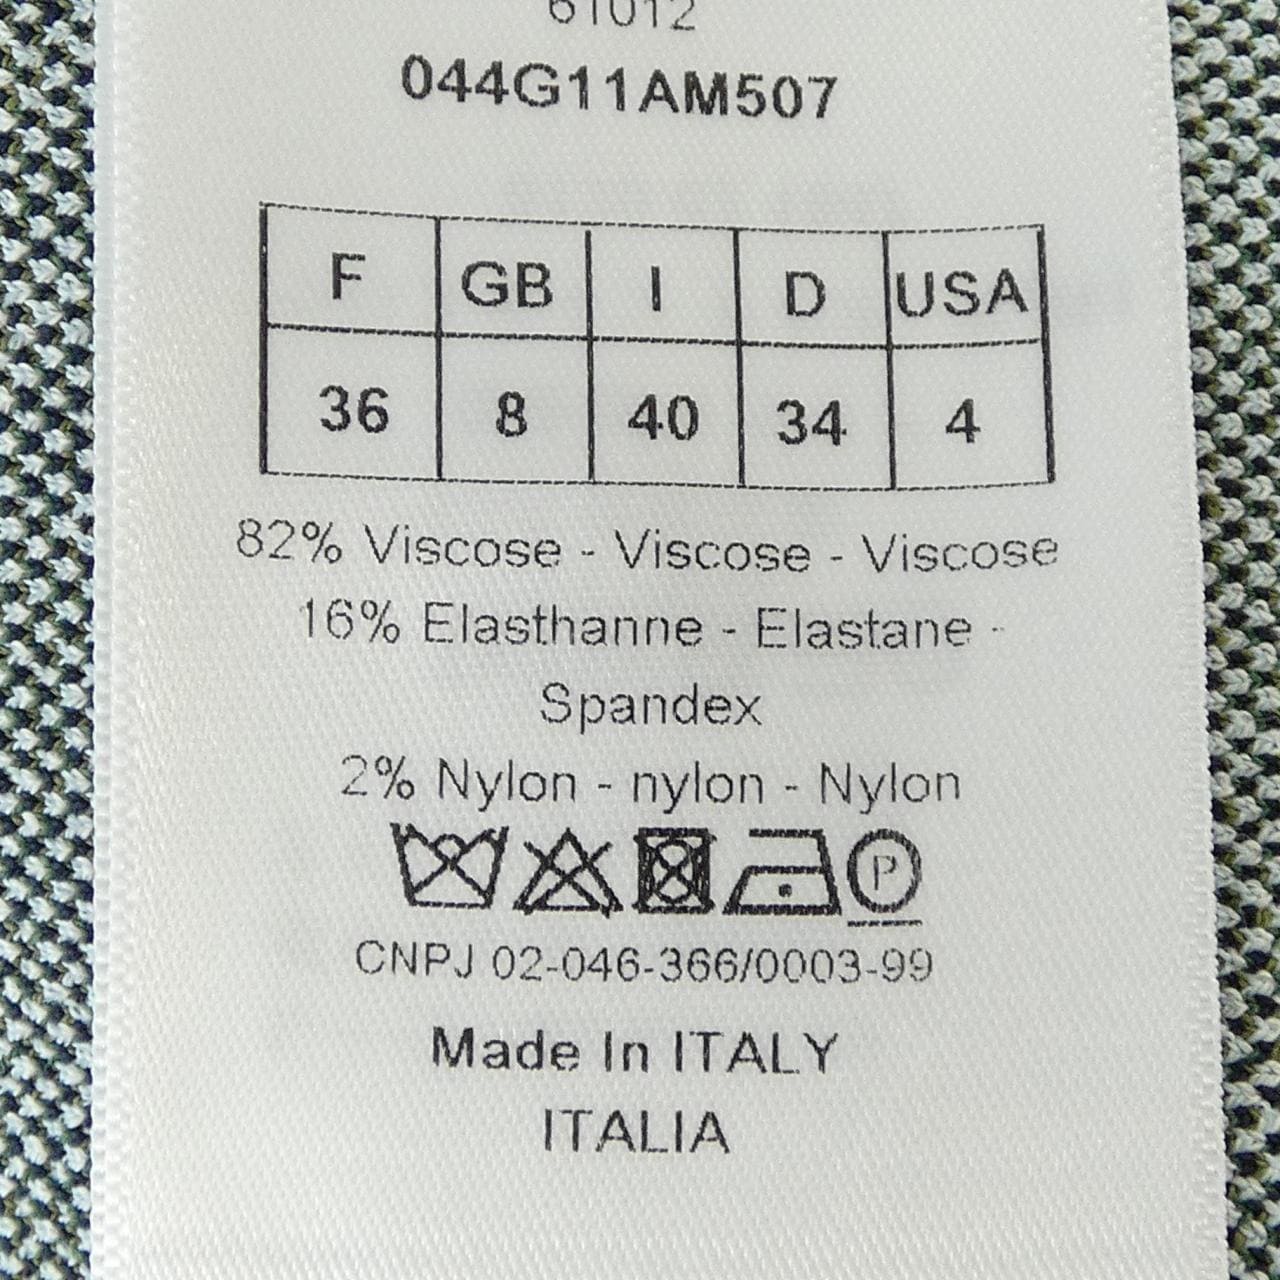 61012
044G11AM507
F GB I D USA
36 8 40 34 4
82% Viscose - Viscose - Viscose
16% Elasthanne - Elastane -
Spandex
2% Nylon - nylon - Nylon
P
CNPJ 02-046-366/0003-99
Made In ITALY
ITALIA